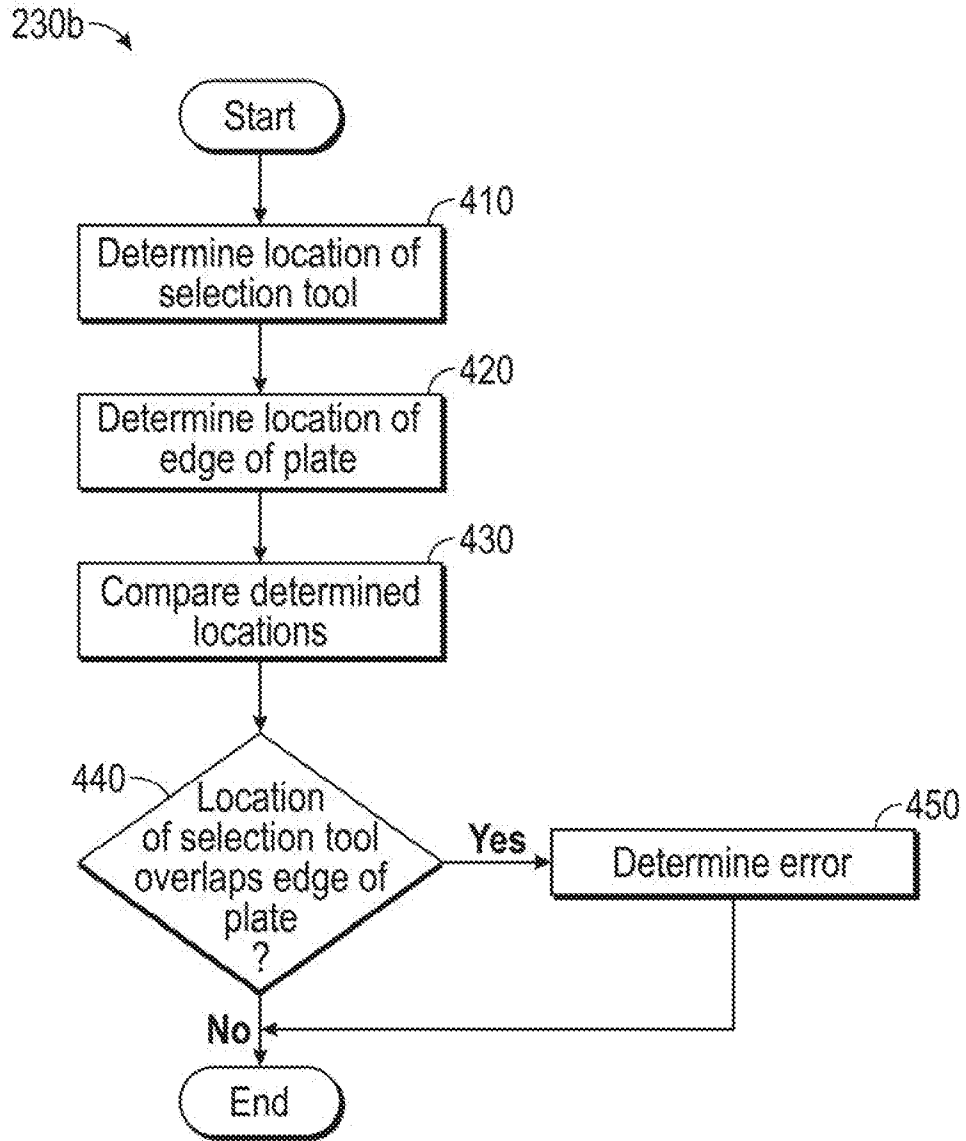 230b
Start
410
Determine location of
selection tool
420
Determine location of
edge of plate
430
Compare determined
locations
440
Location
of selection tool
overlaps edge of
plate
?
Yes
450
Determine error
No
End